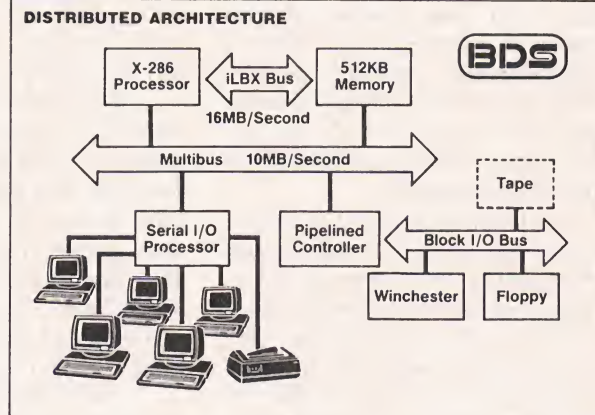 DISTRIBUTED ARCHITECTURE
BDS
X-286
Processor
iLBX Bus
16MB/Second
512KB
Memory
Multibus 10MB/Second
Tape
Serial I/O
Processor
Pipelined
Controller
Block I/O Bus
Winchester
Floppy